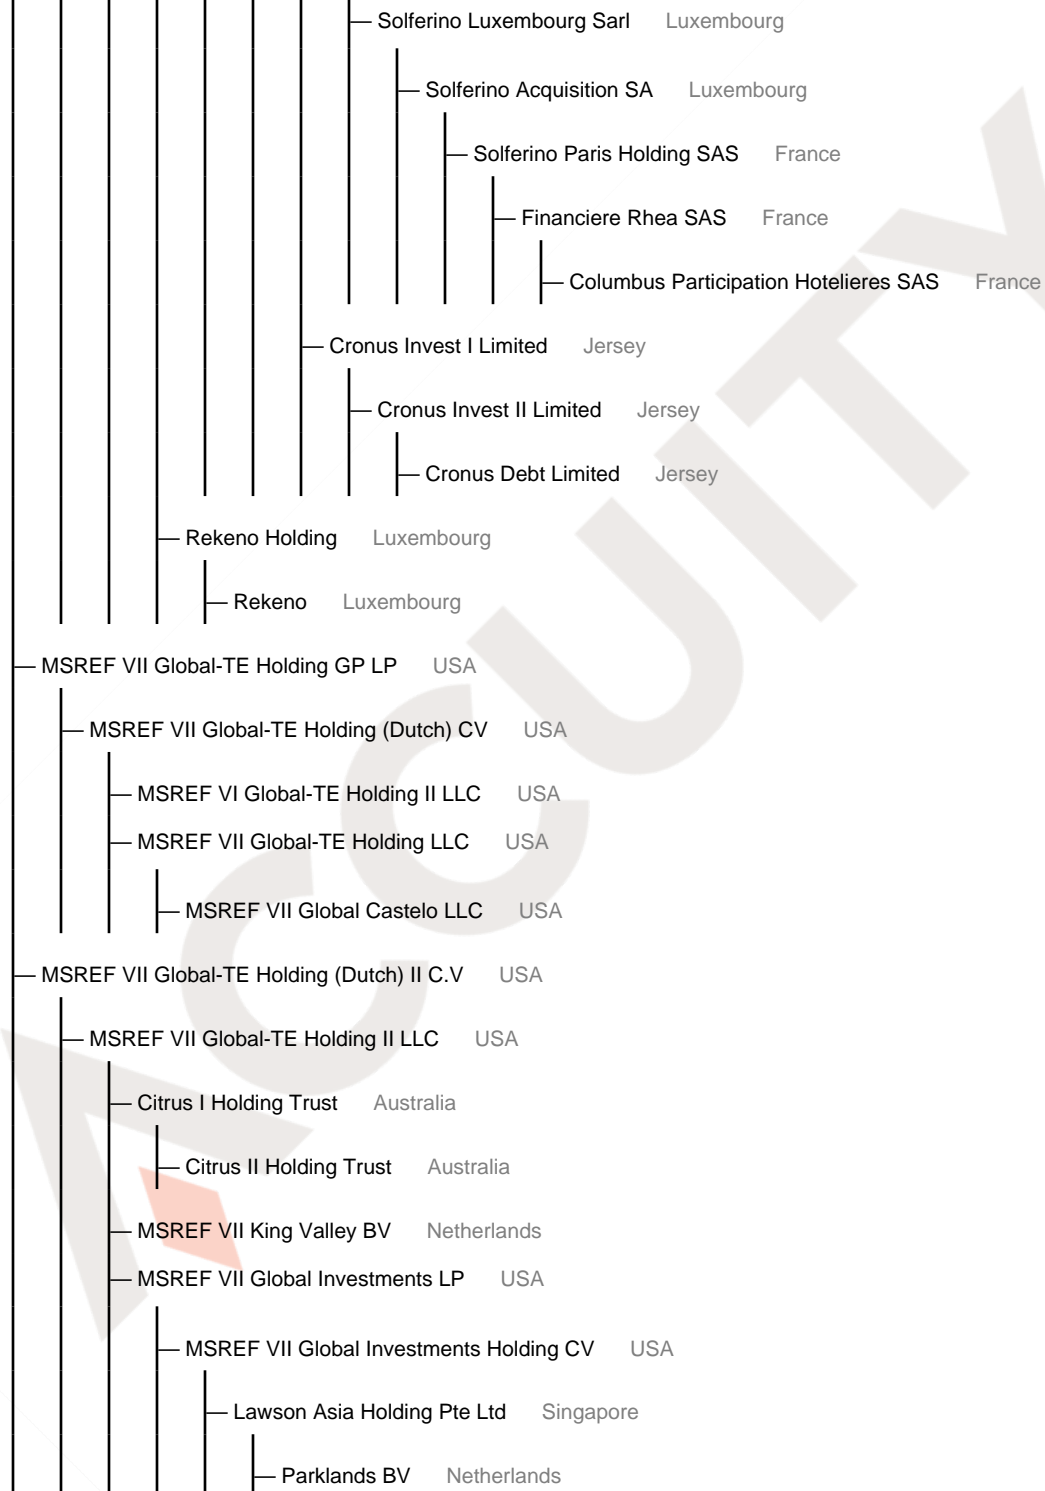 Solferino Luxembourg Sarl Luxembourg
Solferino Acquisition SA Luxembourg
Solferino Paris Holding SAS France
Financiere Rhea SAS France
Columbus Participation Hotelieres SAS France
Cronus Invest I Limited Jersey
Cronus Invest II Limited Jersey
Cronus Debt Limited Jersey
Rekeno Holding Luxembourg
Rekeno Luxembourg
MSREF VII Global-TE Holding GP LP USA
MSREF VII Global-TE Holding (Dutch) CV USA
MSREF VI Global-TE Holding II LLC USA
MSREF VII Global-TE Holding LLC USA
MSREF VII Global Castelo LLC USA
MSREF VII Global-TE Holding (Dutch) II C.V USA
MSREF VII Global-TE Holding II LLC USA
Citrus I Holding Trust Australia
Citrus II Holding Trust Australia
MSREF VII King Valley BV Netherlands
MSREF VII Global Investments LP USA
MSREF VII Global Investments Holding CV USA
Lawson Asia Holding Pte Ltd Singapore
Parklands BV Netherlands
ACCUITY